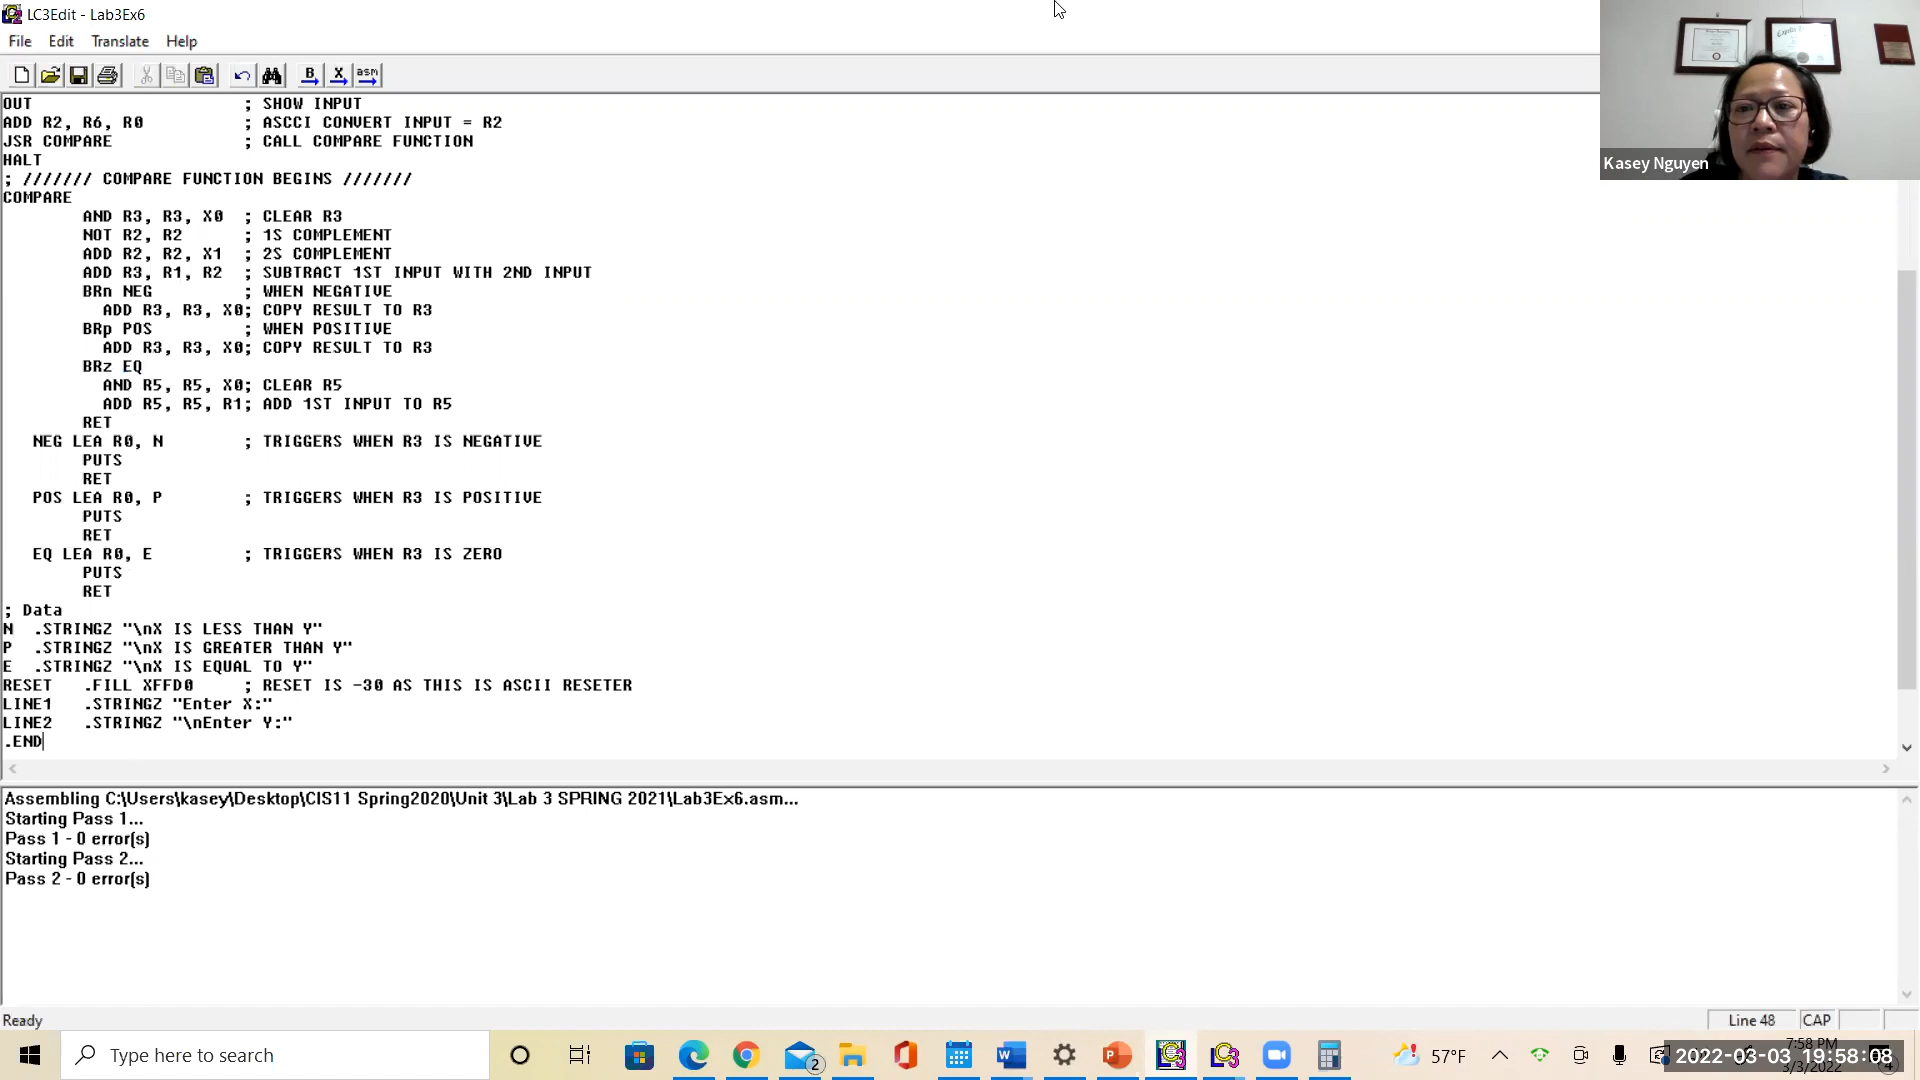 LC3Edit - Lab3Ex6
File Edit Translate Help
OUT ; SHOW INPUT
ADD R2, R6, R0 ; ASCCI CONVERT INPUT = R2
JSR COMPARE ; CALL COMPARE FUNCTION
HALT
; /////// COMPARE FUNCTION BEGINS ///////
COMPARE
AND R3, R3, X0 ; CLEAR R3
NOT R2, R2 ; 1S COMPLEMENT
ADD R2, R2, X1 ; 2S COMPLEMENT
ADD R3, R1, R2 ; SUBTRACT 1ST INPUT WITH 2ND INPUT
BRn NEG ; WHEN NEGATIVE
ADD R3, R3, X0; COPY RESULT TO R3
BRp POS ; WHEN POSITIVE
ADD R3, R3, X0; COPY RESULT TO R3
BRz EQ
AND R5, R5, X0; CLEAR R5
ADD R5, R5, R1; ADD 1ST INPUT TO R5
RET
NEG LEA R0, N ; TRIGGERS WHEN R3 IS NEGATIVE
PUTS
RET
POS LEA R0, P ; TRIGGERS WHEN R3 IS POSITIVE
PUTS
RET
EQ LEA R0, E ; TRIGGERS WHEN R3 IS ZERO
PUTS
RET
; Data
N .STRINGZ "\nX IS LESS THAN Y"
P .STRINGZ "\nX IS GREATER THAN Y"
E .STRINGZ "\nX IS EQUAL TO Y"
RESET .FILL XFFD0 ; RESET IS -30 AS THIS IS ASCII RESETER
LINE1 .STRINGZ "Enter X:"
LINE2 .STRINGZ "\nEnter Y:"
.END
Kasey Nguyen
Assembling C:\Users\kasey\Desktop\CIS11 Spring2020\Unit 3\Lab 3 SPRING 2021\Lab3Ex6.asm...
Starting Pass 1...
Pass 1 - 0 error(s)
Starting Pass 2...
Pass 2 - 0 error(s)
Ready
Line 48 CAP
Type here to search
2
57°F
7:58 PM
2022-03-03 19:58:08
3/3/2022